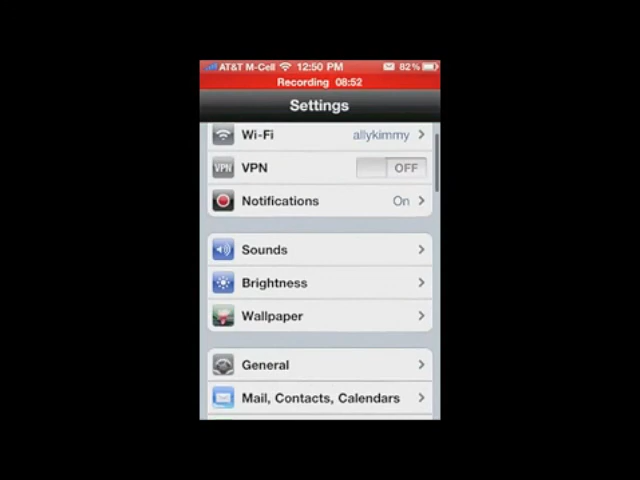 AT&T M-Cell 12:50 PM 82%
Recording 08:52
Settings
Wi-Fi allykimmy
VPN VPN OFF
Notifications On
Sounds
Brightness
Wallpaper
General
Mail, Contacts, Calendars